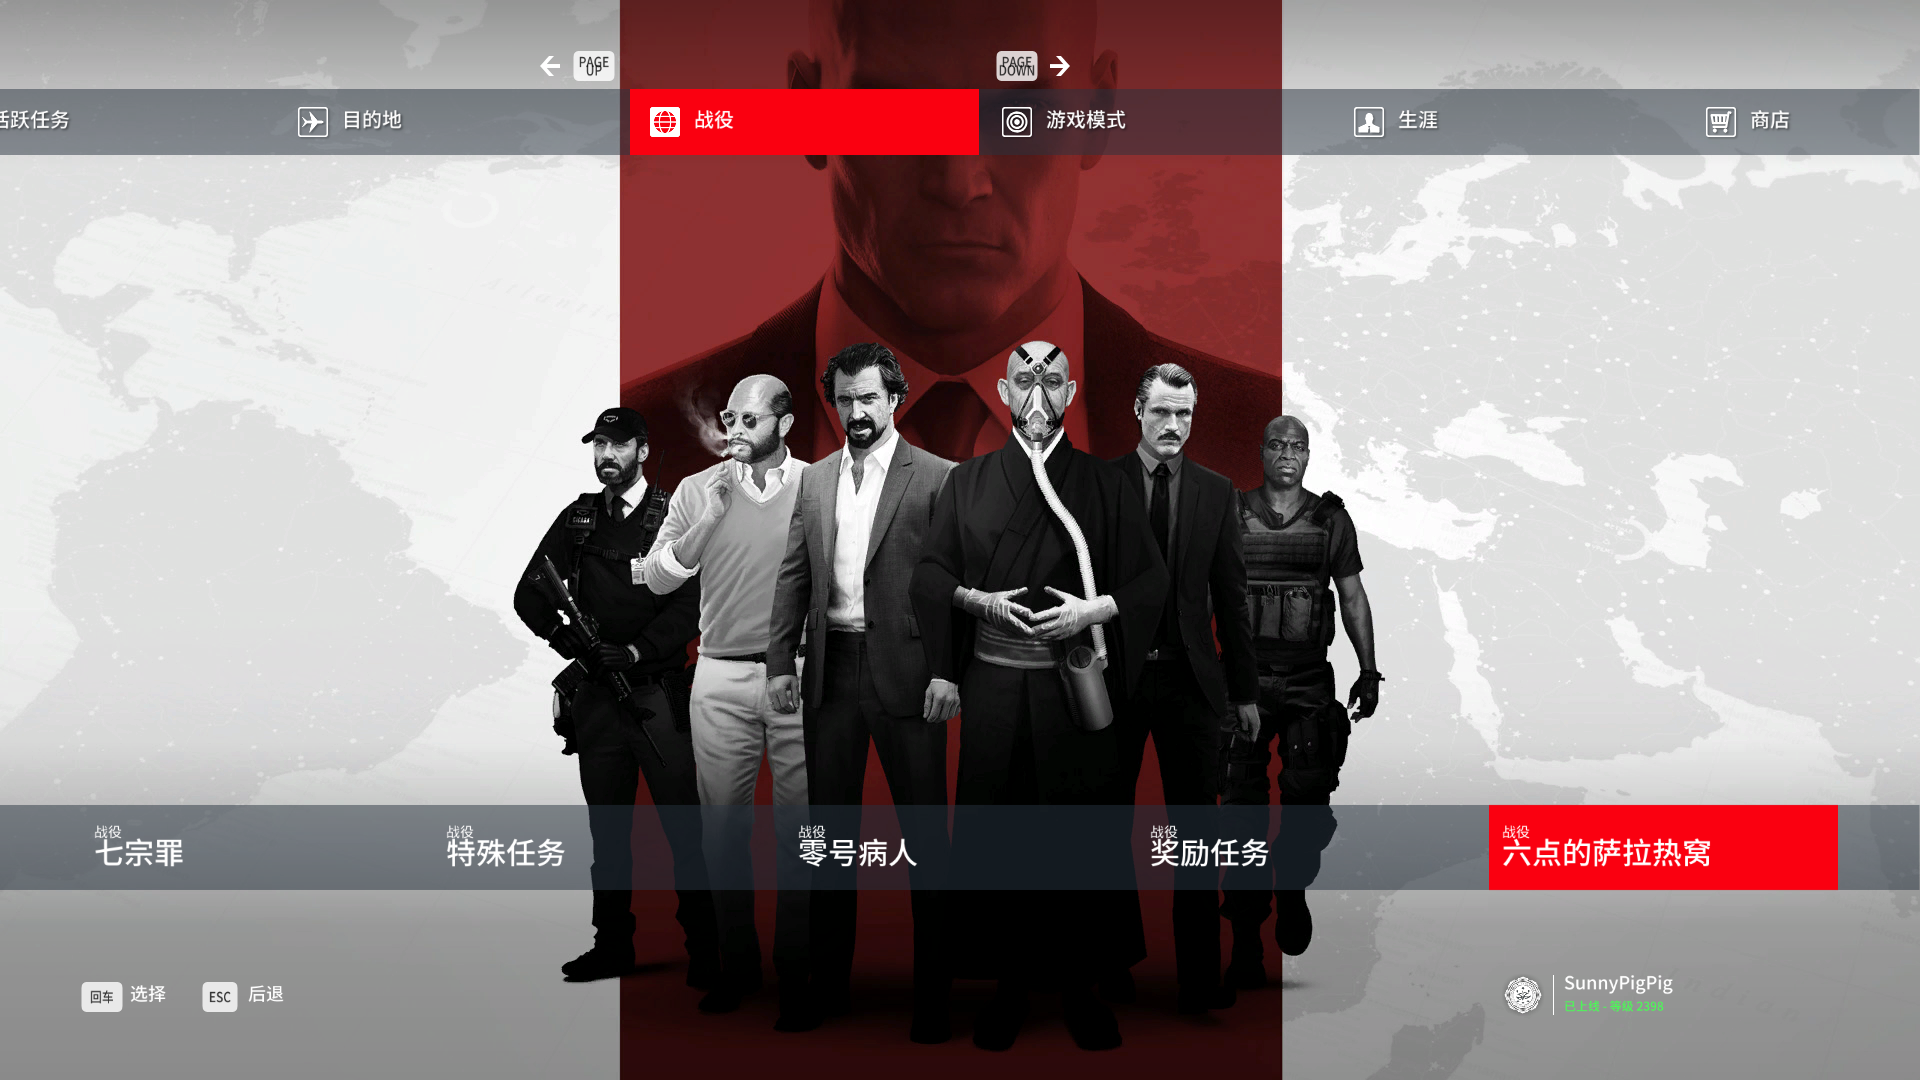 PAGE UP
PAGE DOWN
活跃任务
目的地
战役
游戏模式
生涯
商店
战役
七宗罪
战役
特殊任务
战役
零号病人
战役
奖励任务
战役
六点的萨拉热窝
回车 选择
ESC 后退
SunnyPigPig
已上线 - 等级 2398